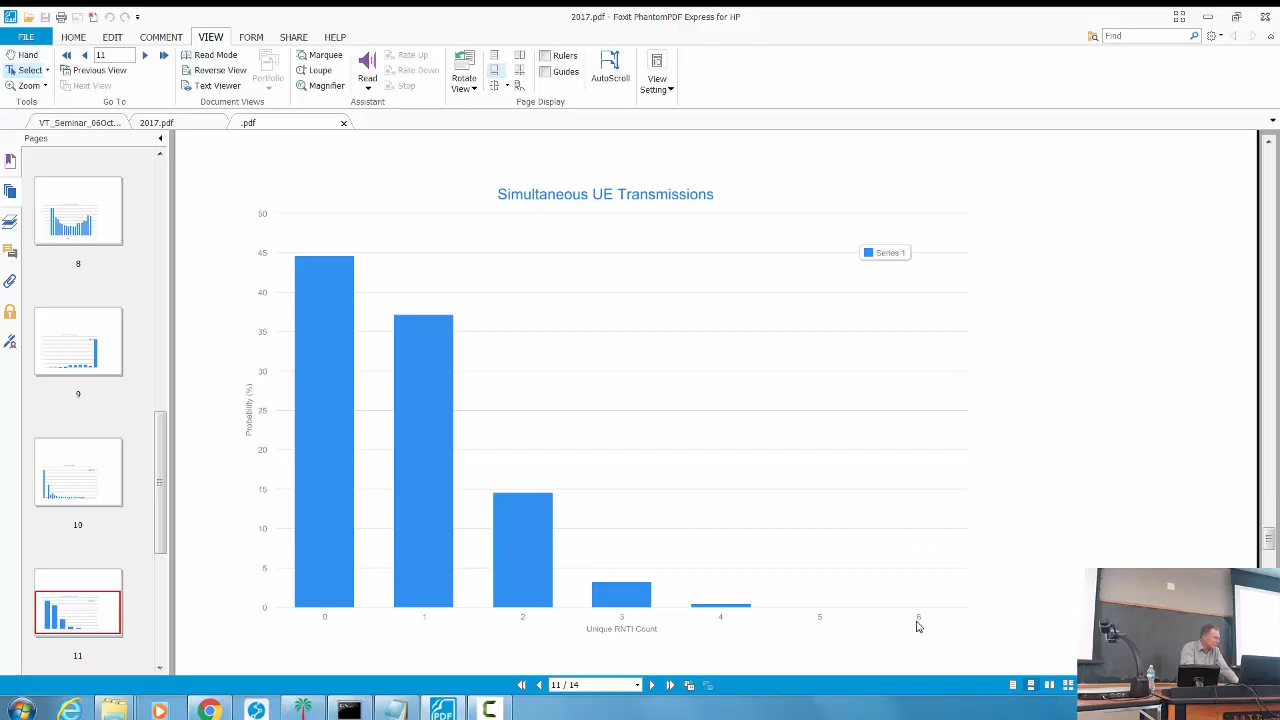 2017.pdf - Foxit PhantomPDF Express for HP
FILE HOME EDIT COMMENT VIEW FORM SHARE HELP
Find
Hand
Select
Zoom
Tools
11
Previous View
Next View
Go To
Read Mode
Reverse View
Text Viewer
Portfolio
Document Views
Marquee
Loupe
Magnifier
Read
Rate Up
Rate Down
Stop
Assistant
Rotate
View
Rulers
Guides
Page Display
AutoScroll
View
Setting
VT_Seminar_06Oct... 2017.pdf .pdf
Pages
8
9
10
11
Simultaneous UE Transmissions
Series 1
Probability (%)
50
45
40
35
30
25
20
15
10
5
0
0 1 2 3 4 5 6
Unique RNTI Count
11 / 14
PDF